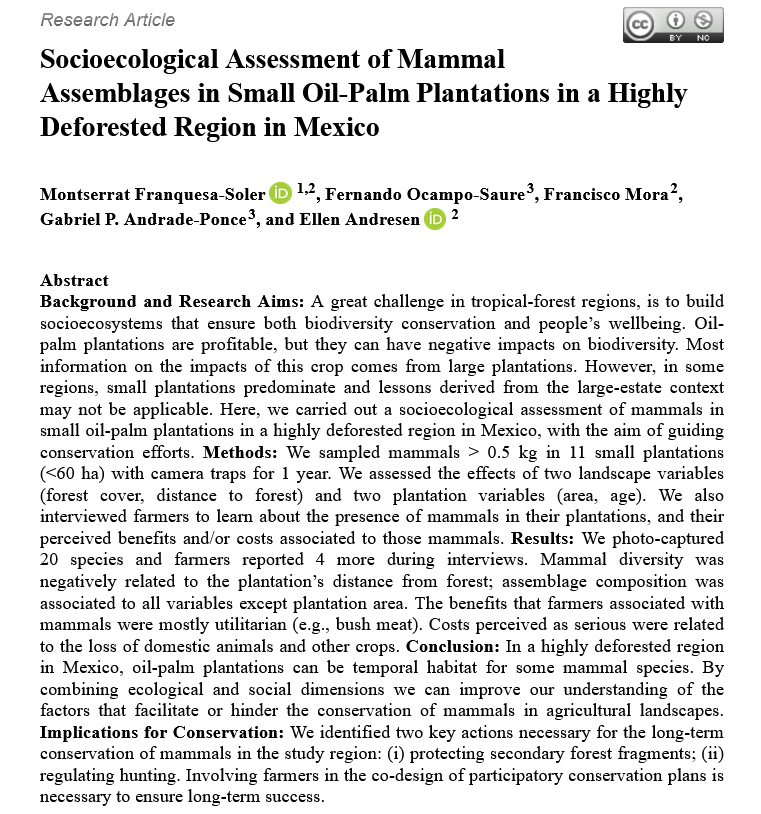 Research Article
cc
BY NC
Socioecological Assessment of Mammal
Assemblages in Small Oil-Palm Plantations in a Highly
Deforested Region in Mexico
Montserrat Franquesa-Soler iD 1,2, Fernando Ocampo-Saure3, Francisco Mora2,
Gabriel P. Andrade-Ponce3, and Ellen Andresen iD 2
Abstract
Background and Research Aims: A great challenge in tropical-forest regions, is to build
socioecosystems that ensure both biodiversity conservation and people's wellbeing. Oil-
palm plantations are profitable, but they can have negative impacts on biodiversity. Most
information on the impacts of this crop comes from large plantations. However, in some
regions, small plantations predominate and lessons derived from the large-estate context
may not be applicable. Here, we carried out a socioecological assessment of mammals in
small oil-palm plantations in a highly deforested region in Mexico, with the aim of guiding
conservation efforts. Methods: We sampled mammals > 0.5 kg in 11 small plantations
(<60 ha) with camera traps for 1 year. We assessed the effects of two landscape variables
(forest cover, distance to forest) and two plantation variables (area, age). We also
interviewed farmers to learn about the presence of mammals in their plantations, and their
perceived benefits and/or costs associated to those mammals. Results: We photo-captured
20 species and farmers reported 4 more during interviews. Mammal diversity was
negatively related to the plantation's distance from forest; assemblage composition was
associated to all variables except plantation area. The benefits that farmers associated with
mammals were mostly utilitarian (e.g., bush meat). Costs perceived as serious were related
to the loss of domestic animals and other crops. Conclusion: In a highly deforested region
in Mexico, oil-palm plantations can be temporal habitat for some mammal species. By
combining ecological and social dimensions we can improve our understanding of the
factors that facilitate or hinder the conservation of mammals in agricultural landscapes.
Implications for Conservation: We identified two key actions necessary for the long-term
conservation of mammals in the study region: (i) protecting secondary forest fragments; (ii)
regulating hunting. Involving farmers in the co-design of participatory conservation plans is
necessary to ensure long-term success.